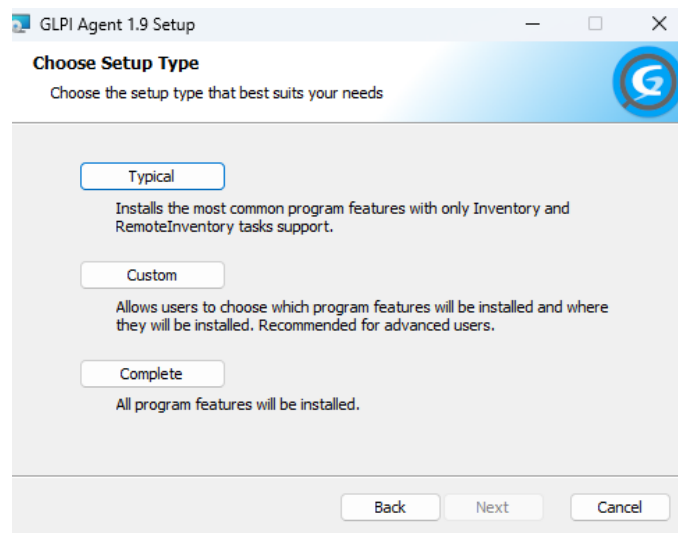 GLPI Agent 1.9 Setup
Choose Setup Type
Choose the setup type that best suits your needs
Typical
Installs the most common program features with only Inventory and
RemoteInventory tasks support.
Custom
Allows users to choose which program features will be installed and where
they will be installed. Recommended for advanced users.
Complete
All program features will be installed.
Back Next Cancel